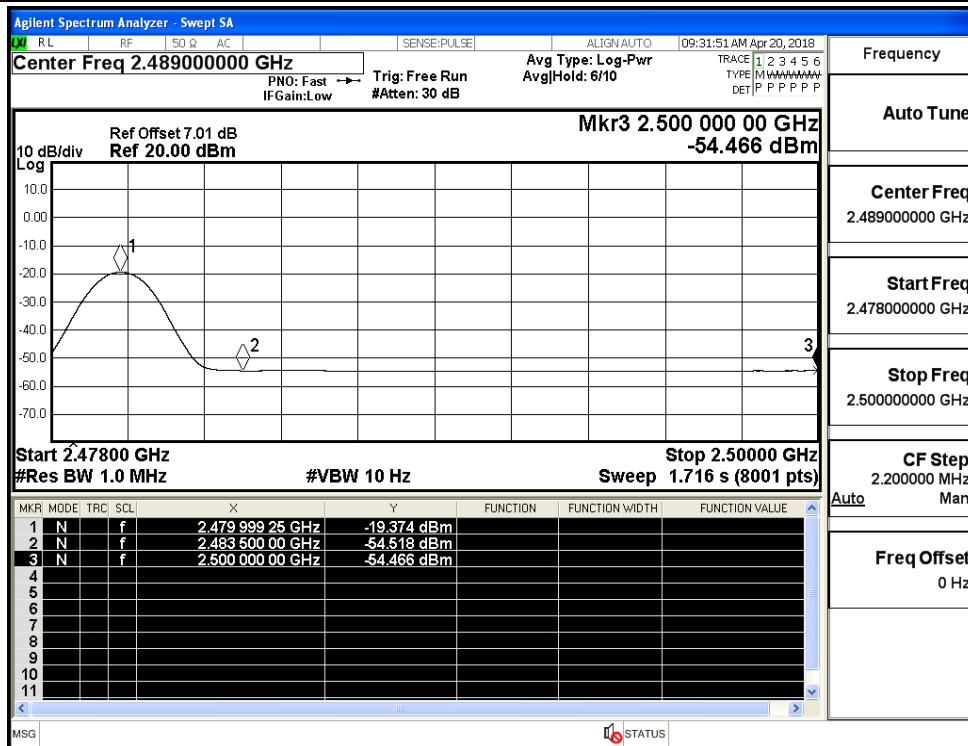 Agilent Spectrum Analyzer - Swept SA
LXI RL RF 50 Ω AC SENSE:PULSE ALIGN AUTO 09:31:51 AM Apr 20, 2018
Center Freq 2.489000000 GHz
PNO: Fast
IFGain:Low
Trig: Free Run
#Atten: 30 dB
Avg Type: Log-Pwr
Avg|Hold: 6/10
TRACE 1 2 3 4 5 6
TYPE M W W W W W
DET P P P P P P
Ref Offset 7.01 dB
Ref 20.00 dBm
10 dB/div
Log
Mkr3 2.500 000 00 GHz
-54.466 dBm
10.0
0.00
-10.0
-20.0
-30.0
-40.0
-50.0
-60.0
-70.0
1
2
3
Start 2.47800 GHz Stop 2.50000 GHz
#Res BW 1.0 MHz #VBW 10 Hz Sweep 1.716 s (8001 pts)
MKR MODE TRC SCL X Y FUNCTION FUNCTION WIDTH FUNCTION VALUE
1 N f 2.479 999 25 GHz -19.374 dBm
2 N f 2.483 500 00 GHz -54.518 dBm
3 N f 2.500 000 00 GHz -54.466 dBm
4
5
6
7
8
9
10
11
MSG STATUS
Frequency
Auto Tune
Center Freq
2.489000000 GHz
Start Freq
2.478000000 GHz
Stop Freq
2.500000000 GHz
CF Step
2.200000 MHz
Auto Man
Freq Offset
0 Hz